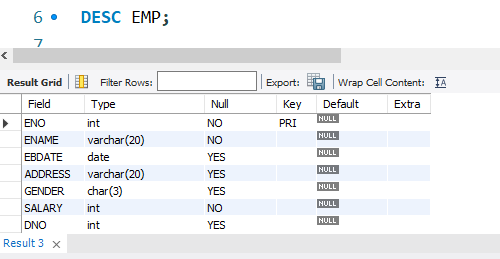 6 DESC EMP;
7
Result Grid Filter Rows: Export: Wrap Cell Content:
Field Type Null Key Default Extra
ENO int NO PRI NULL
ENAME varchar(20) NO NULL
EBDATE date YES NULL
ADDRESS varchar(20) YES NULL
GENDER char(3) YES NULL
SALARY int NO NULL
DNO int YES NULL
Result 3